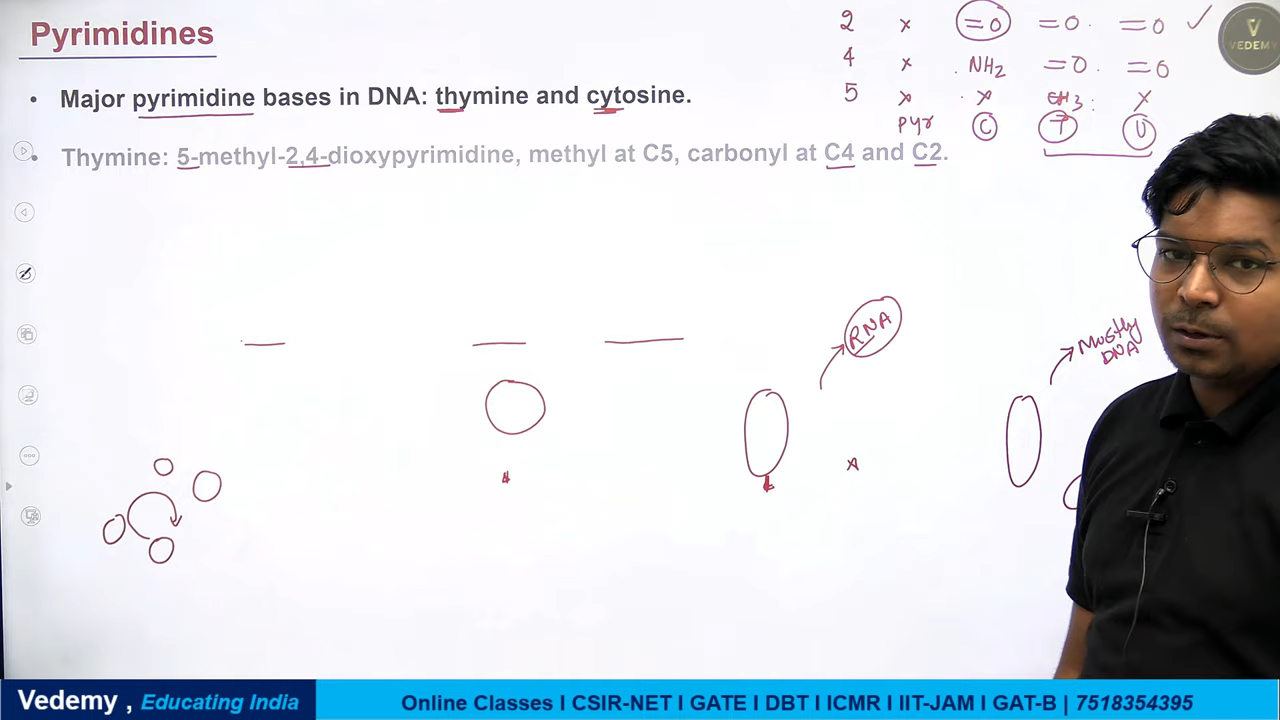 Pyrimidines
• Major pyrimidine bases in DNA: thymine and cytosine.
• Thymine: 5-methyl-2,4-dioxypyrimidine, methyl at C5, carbonyl at C4 and C2.
2 x =O =O. =O ✓
4 x . NH2 =O. =O
5 x . x CH3: X
Pyr C T U
VEDEMY
RNA
Mostly
DNA
Vedemy , Educating India
Online Classes I CSIR-NET I GATE I DBT I ICMR I IIT-JAM I GAT-B | 7518354395